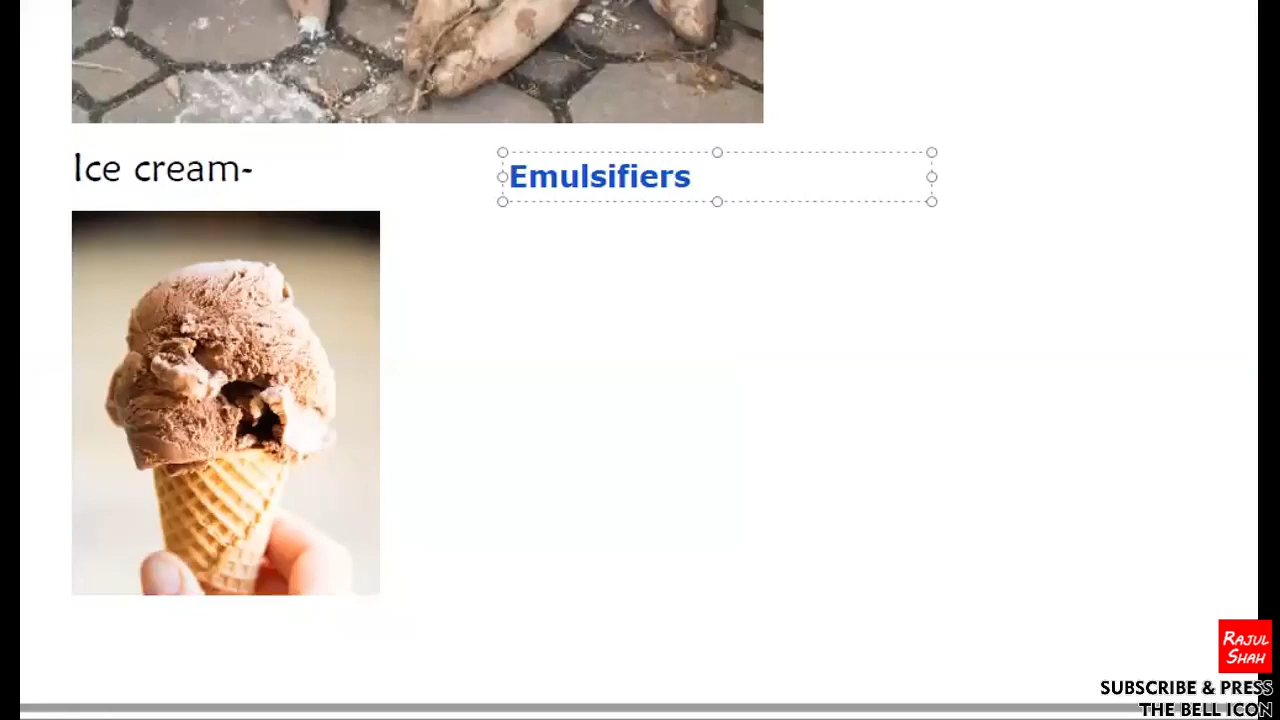 Ice cream-
Emulsifiers
RAJUL
SHAH
SUBSCRIBE & PRESS
THE BELL ICON